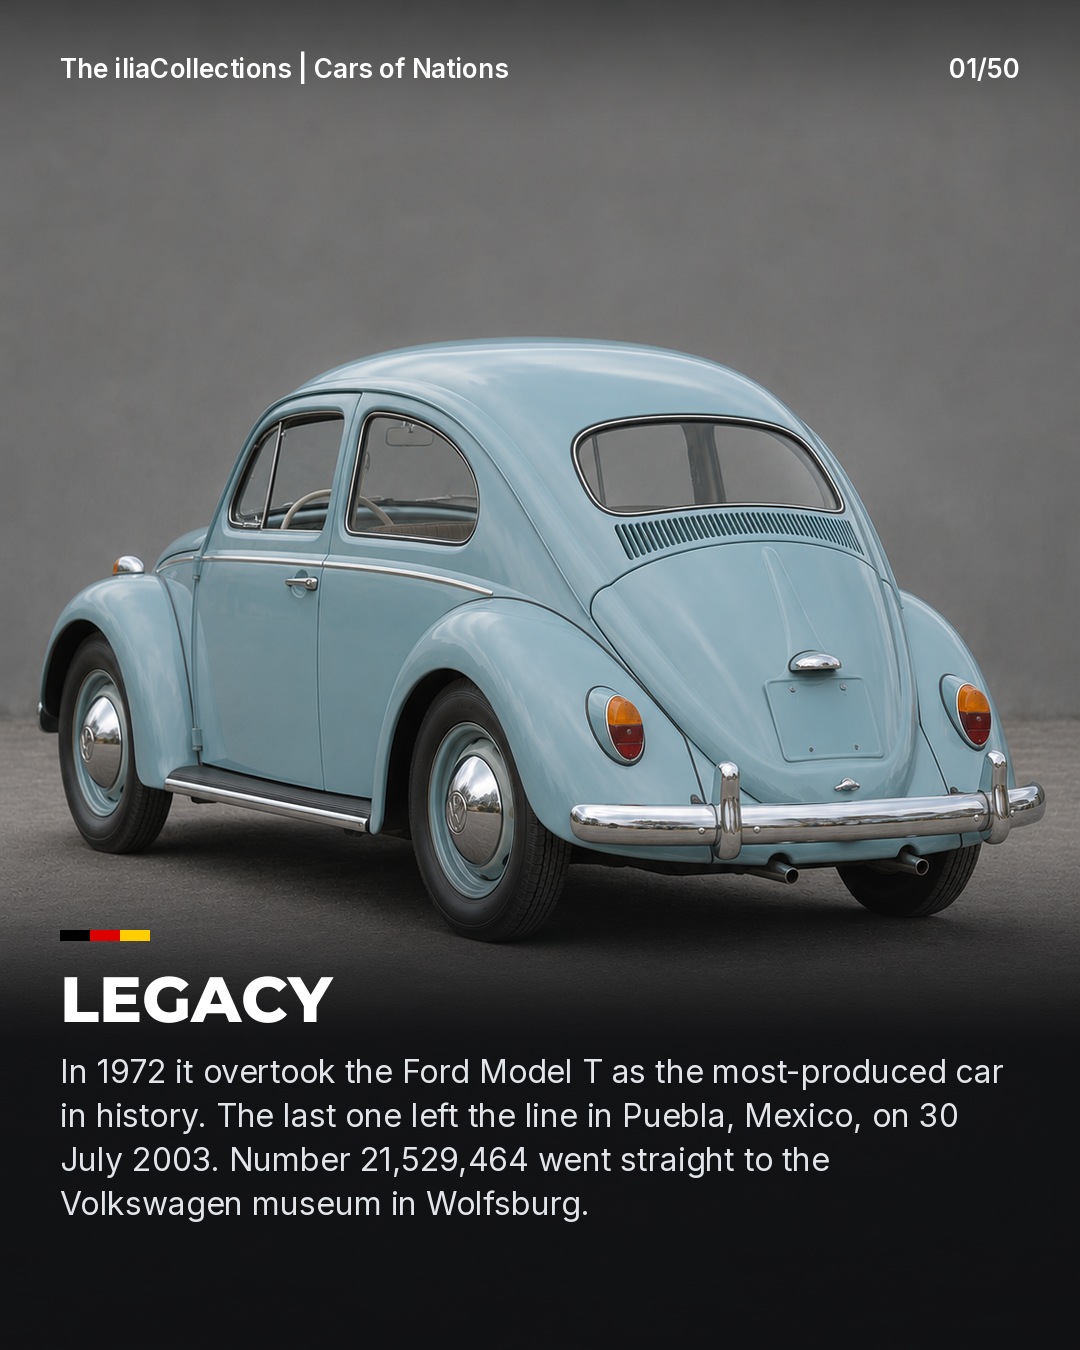 The iliaCollections | Cars of Nations
01/50
LEGACY
In 1972 it overtook the Ford Model T as the most-produced car
in history. The last one left the line in Puebla, Mexico, on 30
July 2003. Number 21,529,464 went straight to the
Volkswagen museum in Wolfsburg.